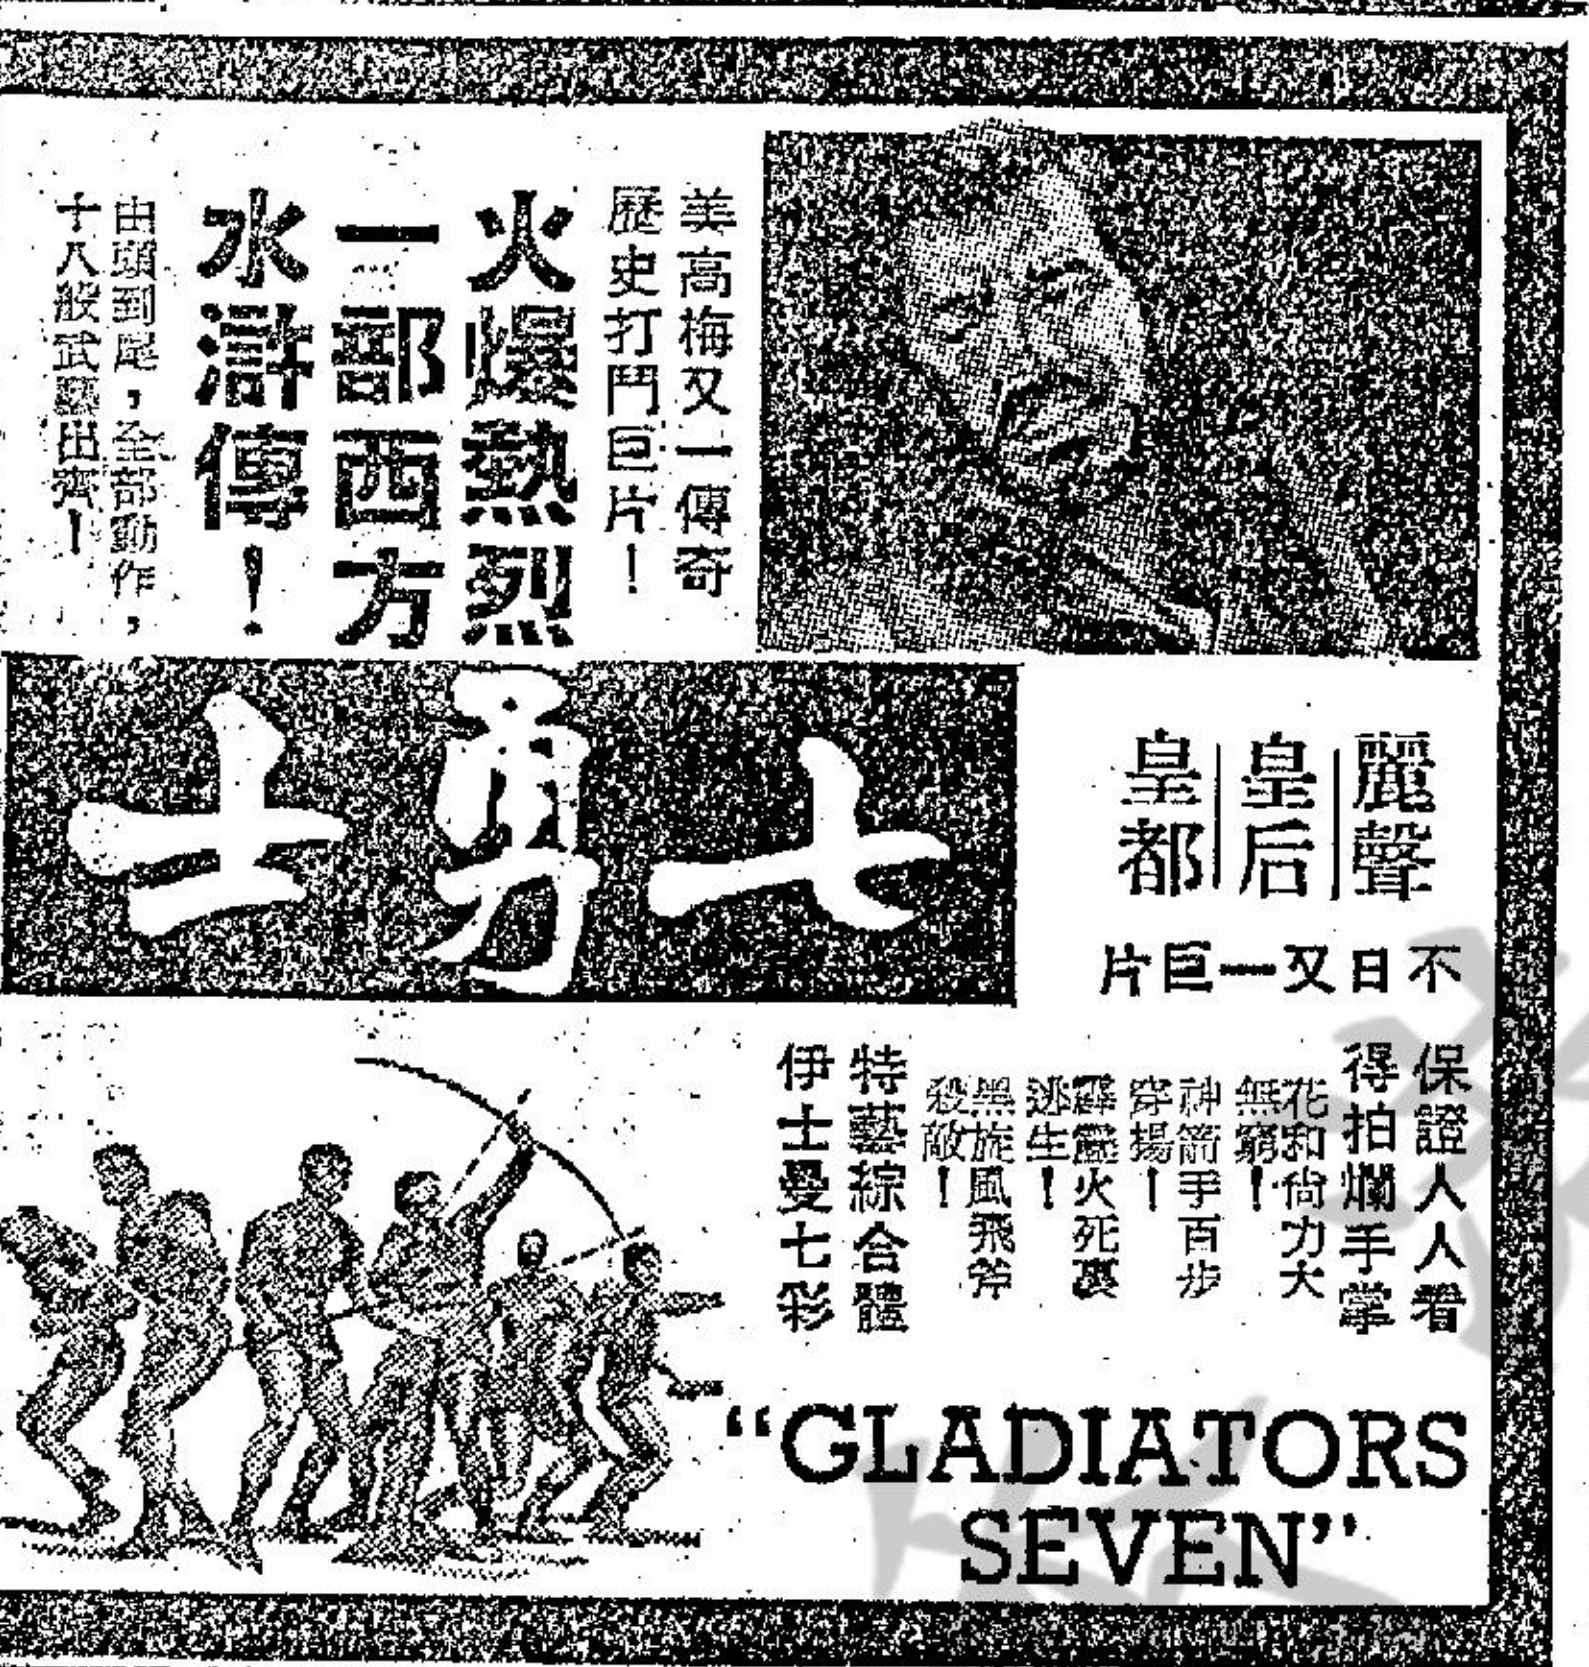 美高梅又一傳奇
歷史打鬥巨片！
火爆熱烈
一部西方
水滸傳！
由頭到尾，全部動作，
十八般武藝出齊！
七勇士
麗聲
皇后
皇都
不日又一巨片
保證人人看
得拍爛手掌
花和尙力大
無窮！
神箭手百步
穿揚！
霹靂火死裏
逃生！
黑旋風飛斧
殺敵！
特藝綜合體
伊士曼七彩
“GLADIATORS
SEVEN”